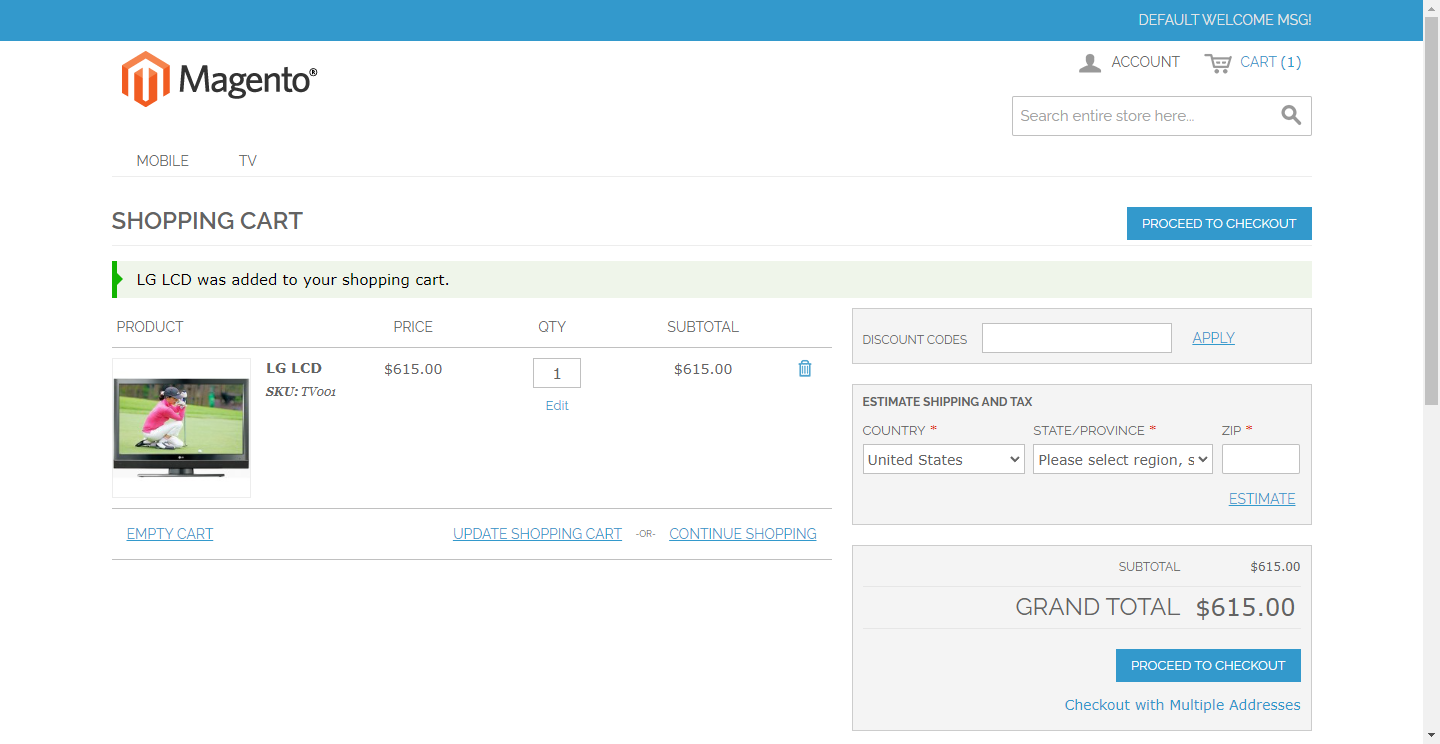 DEFAULT WELCOME MSG!
Magento®
ACCOUNT
CART (1)
Search entire store here...
MOBILE
TV
SHOPPING CART
PROCEED TO CHECKOUT
LG LCD was added to your shopping cart.
PRODUCT PRICE QTY SUBTOTAL
LG LCD $615.00 1 $615.00
SKU: TV001
Edit
EMPTY CART UPDATE SHOPPING CART -OR- CONTINUE SHOPPING
DISCOUNT CODES APPLY
ESTIMATE SHIPPING AND TAX
COUNTRY * STATE/PROVINCE * ZIP *
United States Please select region, s
ESTIMATE
SUBTOTAL $615.00
GRAND TOTAL $615.00
PROCEED TO CHECKOUT
Checkout with Multiple Addresses